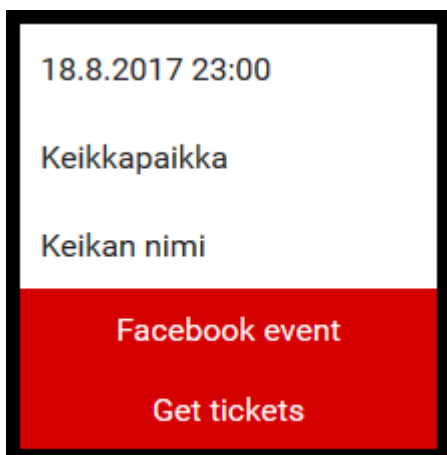 18.8.2017 23:00
Keikkapaikka
Keikan nimi
Facebook event
Get tickets